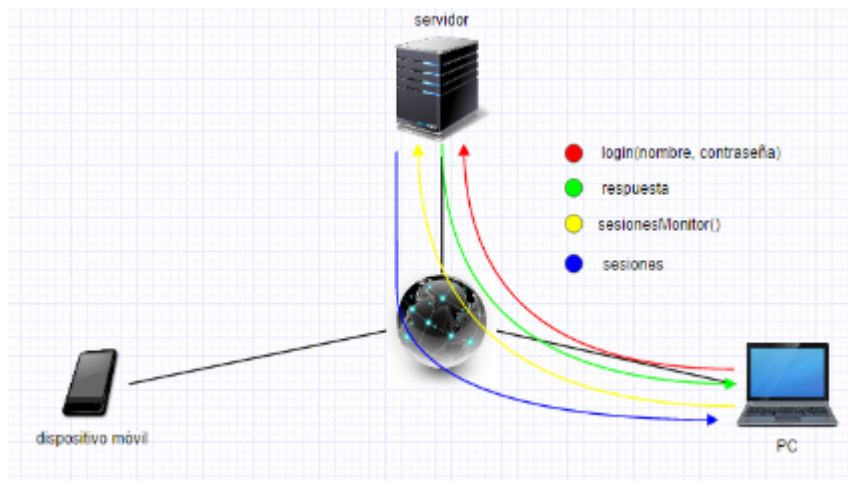 servidor
login(nombre, contraseña)
respuesta
sesionesMonitor()
sesiones
dispositivo móvil
PC